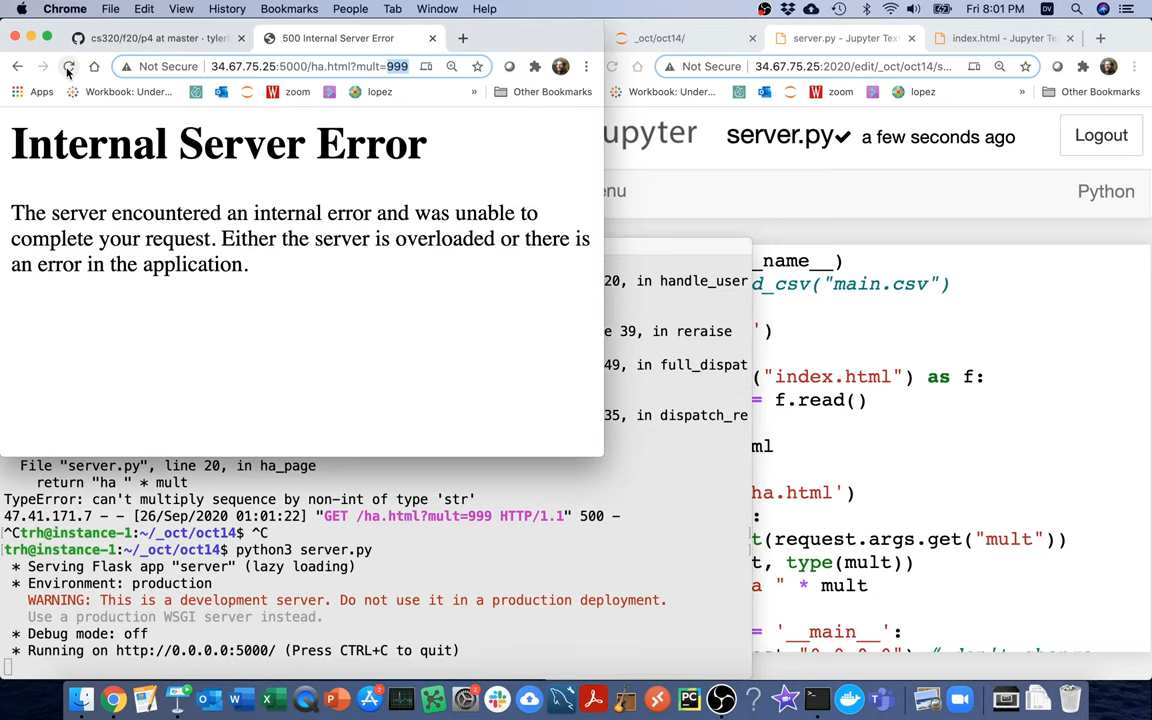 Chrome File Edit View History Bookmarks People Tab Window Help Fri 8:01 PM DV
cs320/f20/p4 at master · tylerh
500 Internal Server Error
_oct/oct14/
server.py - Jupyter Tex
index.html - Jupyter Te
Not Secure 34.67.75.25:5000/ha.html?mult=999
Not Secure 34.67.75.25:2020/edit/_oct/oct14/s...
Apps Workbook: Under... zoom lopez » Other Bookmarks
Workbook: Under... zoom lopez » Other Bookmarks
Internal Server Error
The server encountered an internal error and was unable to
complete your request. Either the server is overloaded or there is
an error in the application.
upyter server.py a few seconds ago Logout
nu Python
20, in handle_user
e 39, in reraise
49, in full_dispat
35, in dispatch_re
_name__)
d_csv("main.csv")
')
("index.html") as f:
= f.read()
ml
ha.html')
:
t(request.args.get("mult"))
t, type(mult))
a " * mult
= '__main__':
File "server.py", line 20, in ha_page
return "ha " * mult
TypeError: can't multiply sequence by non-int of type 'str'
47.41.171.7 - - [26/Sep/2020 01:01:22] "GET /ha.html?mult=999 HTTP/1.1" 500 -
^Ctrh@instance-1:~/_oct/oct14$ ^C
trh@instance-1:~/_oct/oct14$ python3 server.py
* Serving Flask app "server" (lazy loading)
* Environment: production
WARNING: This is a development server. Do not use it in a production deployment.
Use a production WSGI server instead.
* Debug mode: off
* Running on http://0.0.0.0:5000/ (Press CTRL+C to quit)